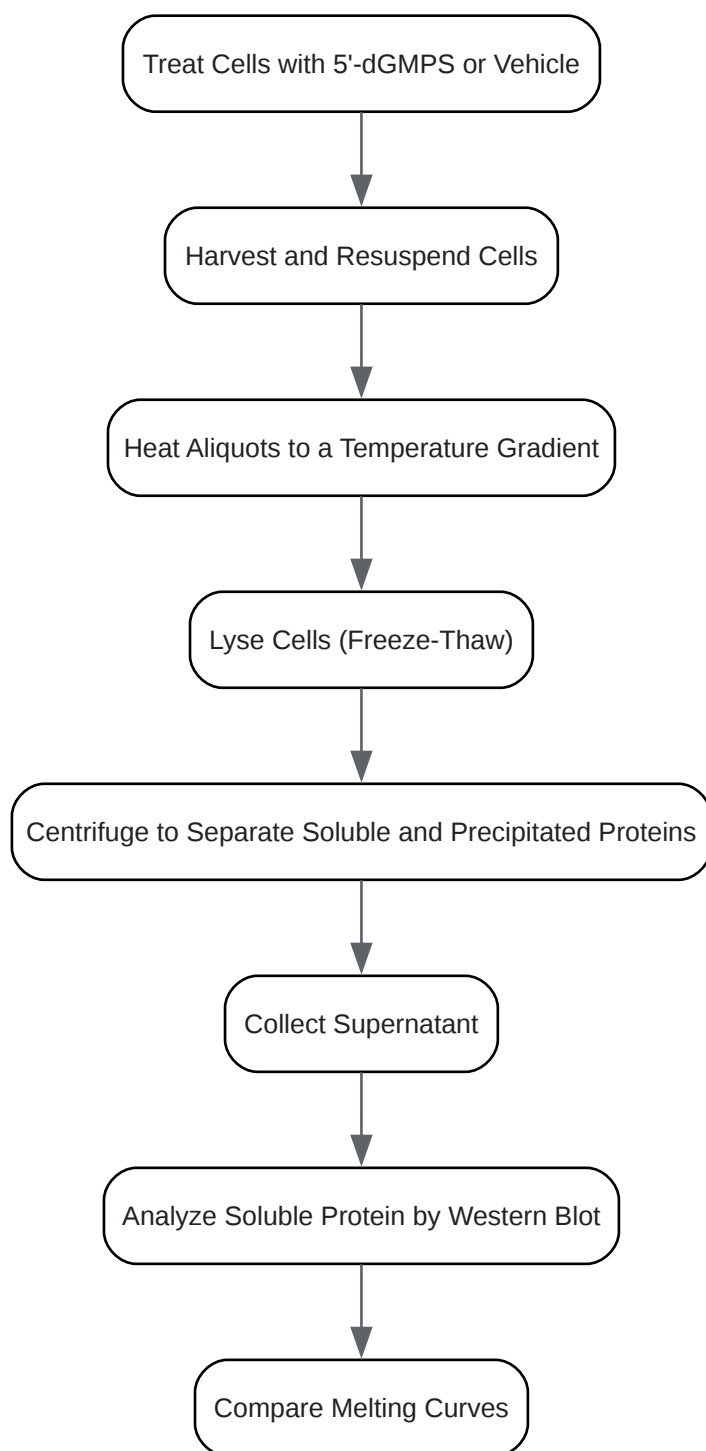 Treat Cells with 5'-dGMPS or Vehicle
Harvest and Resuspend Cells
Heat Aliquots to a Temperature Gradient
Lyse Cells (Freeze-Thaw)
Centrifuge to Separate Soluble and Precipitated Proteins
Collect Supernatant
Analyze Soluble Protein by Western Blot
Compare Melting Curves